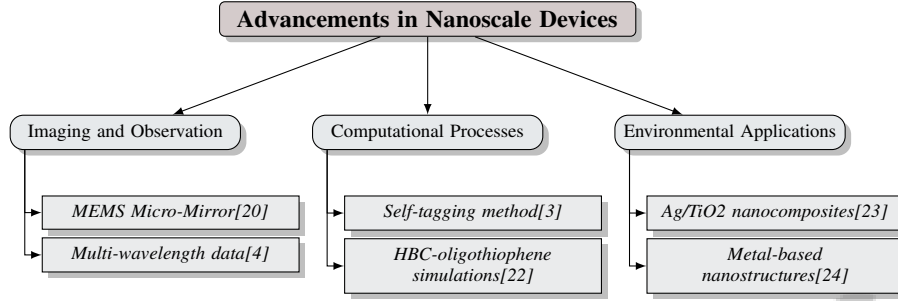 Advancements in Nanoscale Devices
Imaging and Observation
MEMS Micro-Mirror[20]
Multi-wavelength data[4]
Computational Processes
Self-tagging method[3]
HBC-oligothiophene
simulations[22]
Environmental Applications
Ag/TiO2 nanocomposites[23]
Metal-based
nanostructures[24]